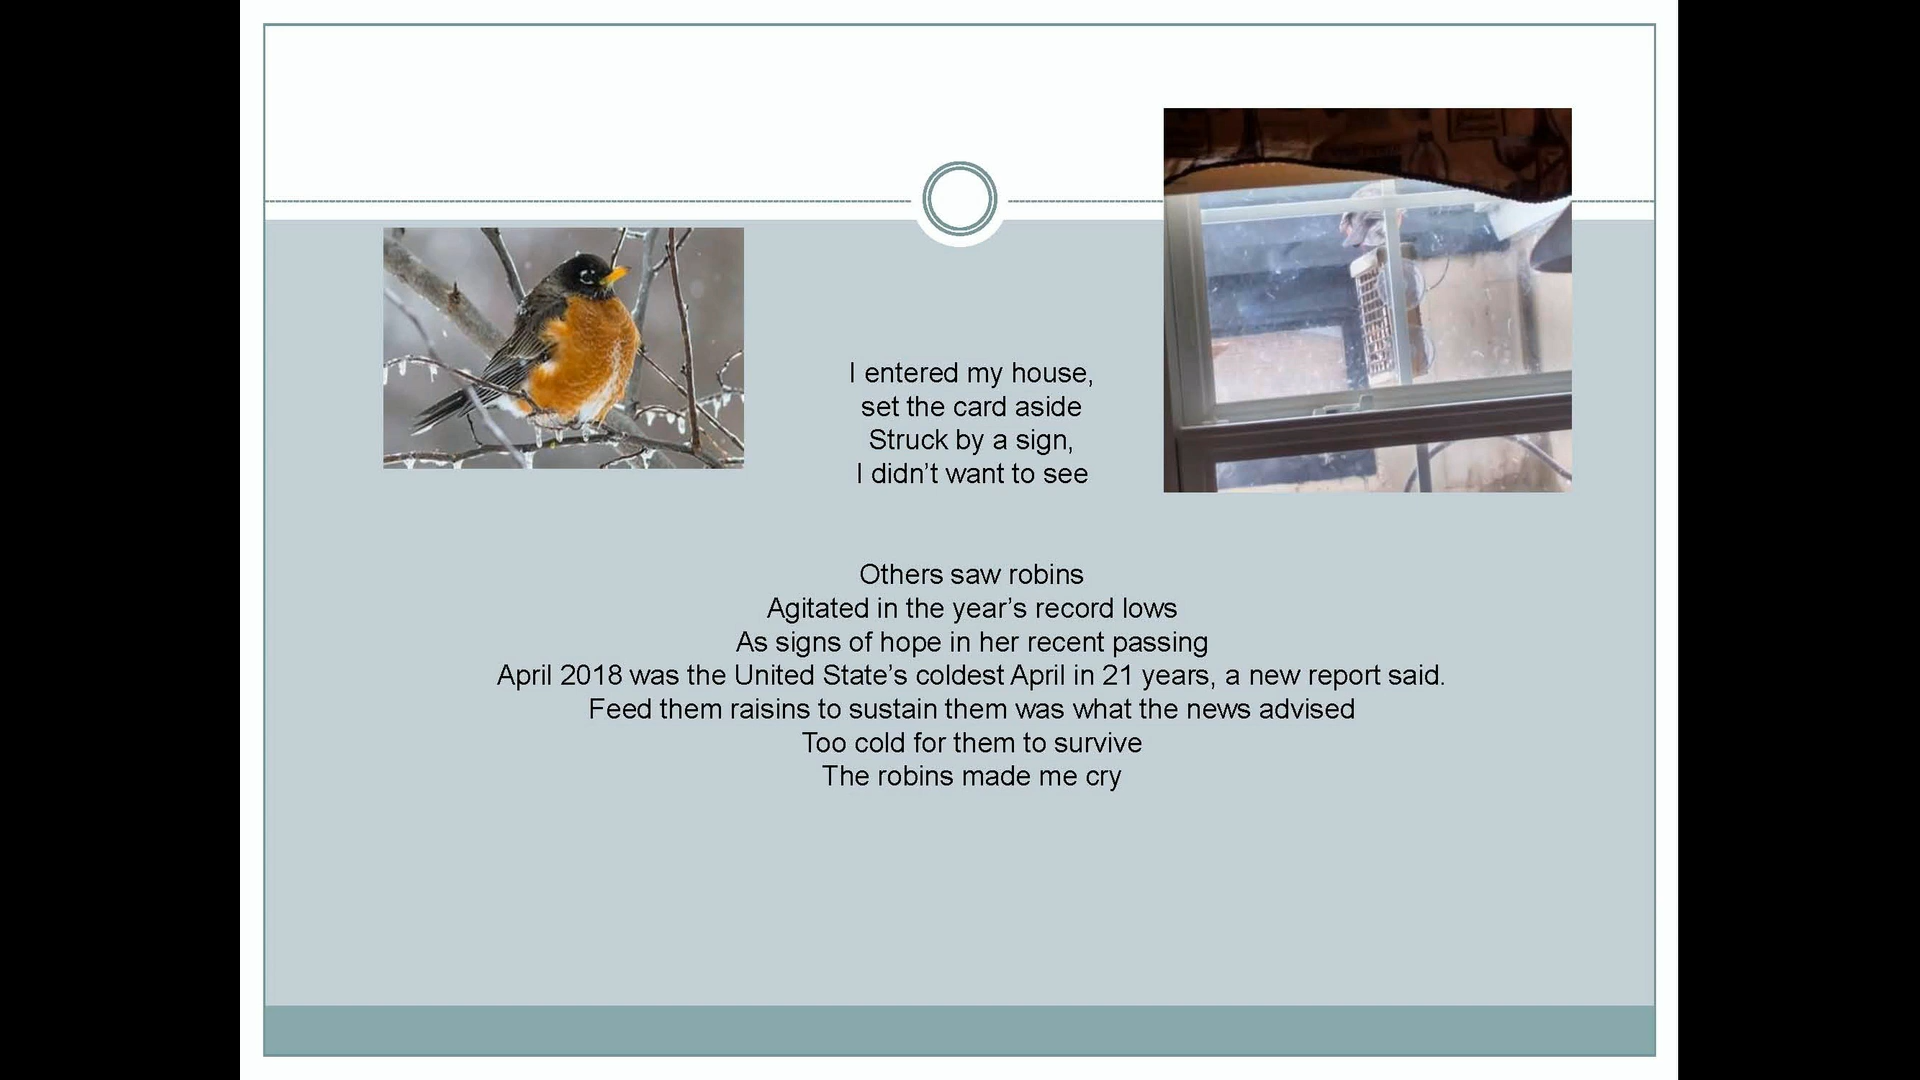 I entered my house,
set the card aside
Struck by a sign,
I didn’t want to see
Others saw robins
Agitated in the year’s record lows
As signs of hope in her recent passing
April 2018 was the United State’s coldest April in 21 years, a new report said.
Feed them raisins to sustain them was what the news advised
Too cold for them to survive
The robins made me cry